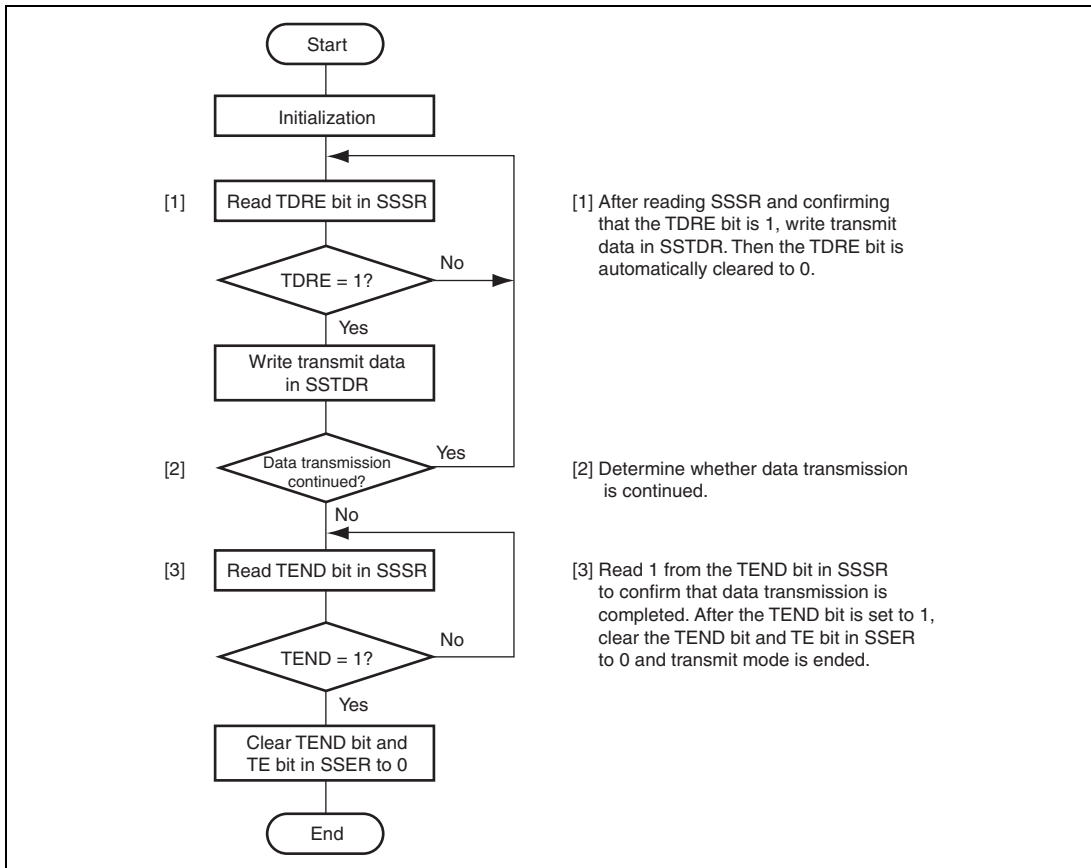 Start
Initialization
[1]
Read TDRE bit in SSSR
[1] After reading SSSR and confirming
that the TDRE bit is 1, write transmit
data in SSTDR. Then the TDRE bit is
automatically cleared to 0.
TDRE = 1?
No
Yes
Write transmit data
in SSTDR
[2]
Data transmission
continued?
Yes
[2] Determine whether data transmission
is continued.
No
[3]
Read TEND bit in SSSR
[3] Read 1 from the TEND bit in SSSR
to confirm that data transmission is
completed. After the TEND bit is set to 1,
clear the TEND bit and TE bit in SSER
to 0 and transmit mode is ended.
TEND = 1?
No
Yes
Clear TEND bit and
TE bit in SSER to 0
End